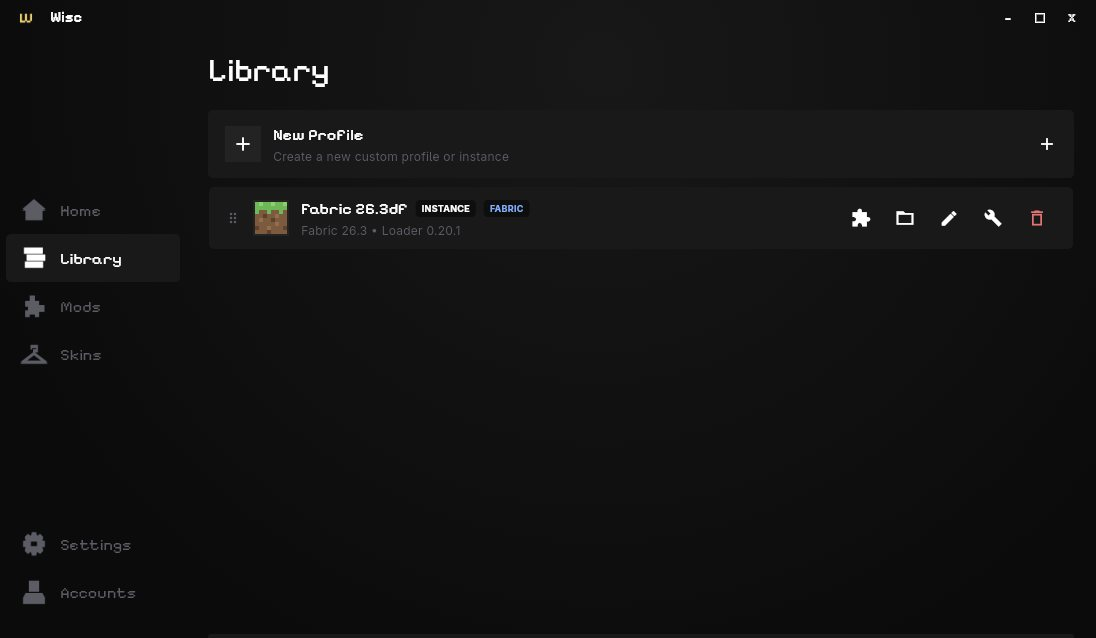 w Wisc
Library
New Profile
Create a new custom profile or instance
Fabric 26.3df INSTANCE FABRIC
Fabric 26.3 • Loader 0.20.1
Home
Library
Mods
Skins
Settings
Accounts